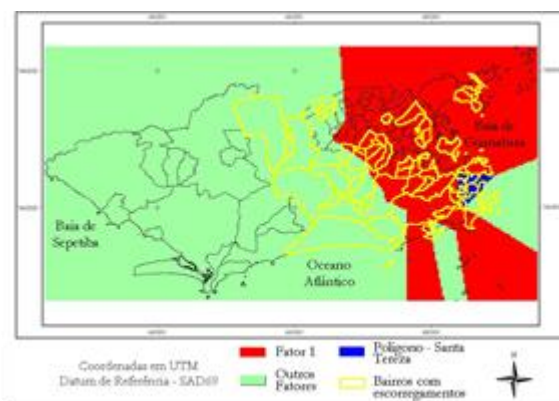 Baía de
Guanabara
Baía de
Sepetiba
Oceano
Atlântico
Coordenadas em UTM
Datum de Referência - SAD69
Fator 1
Outros
Fatores
Polígono - Santa
Tereza
Bairros com
escorregamentos
N